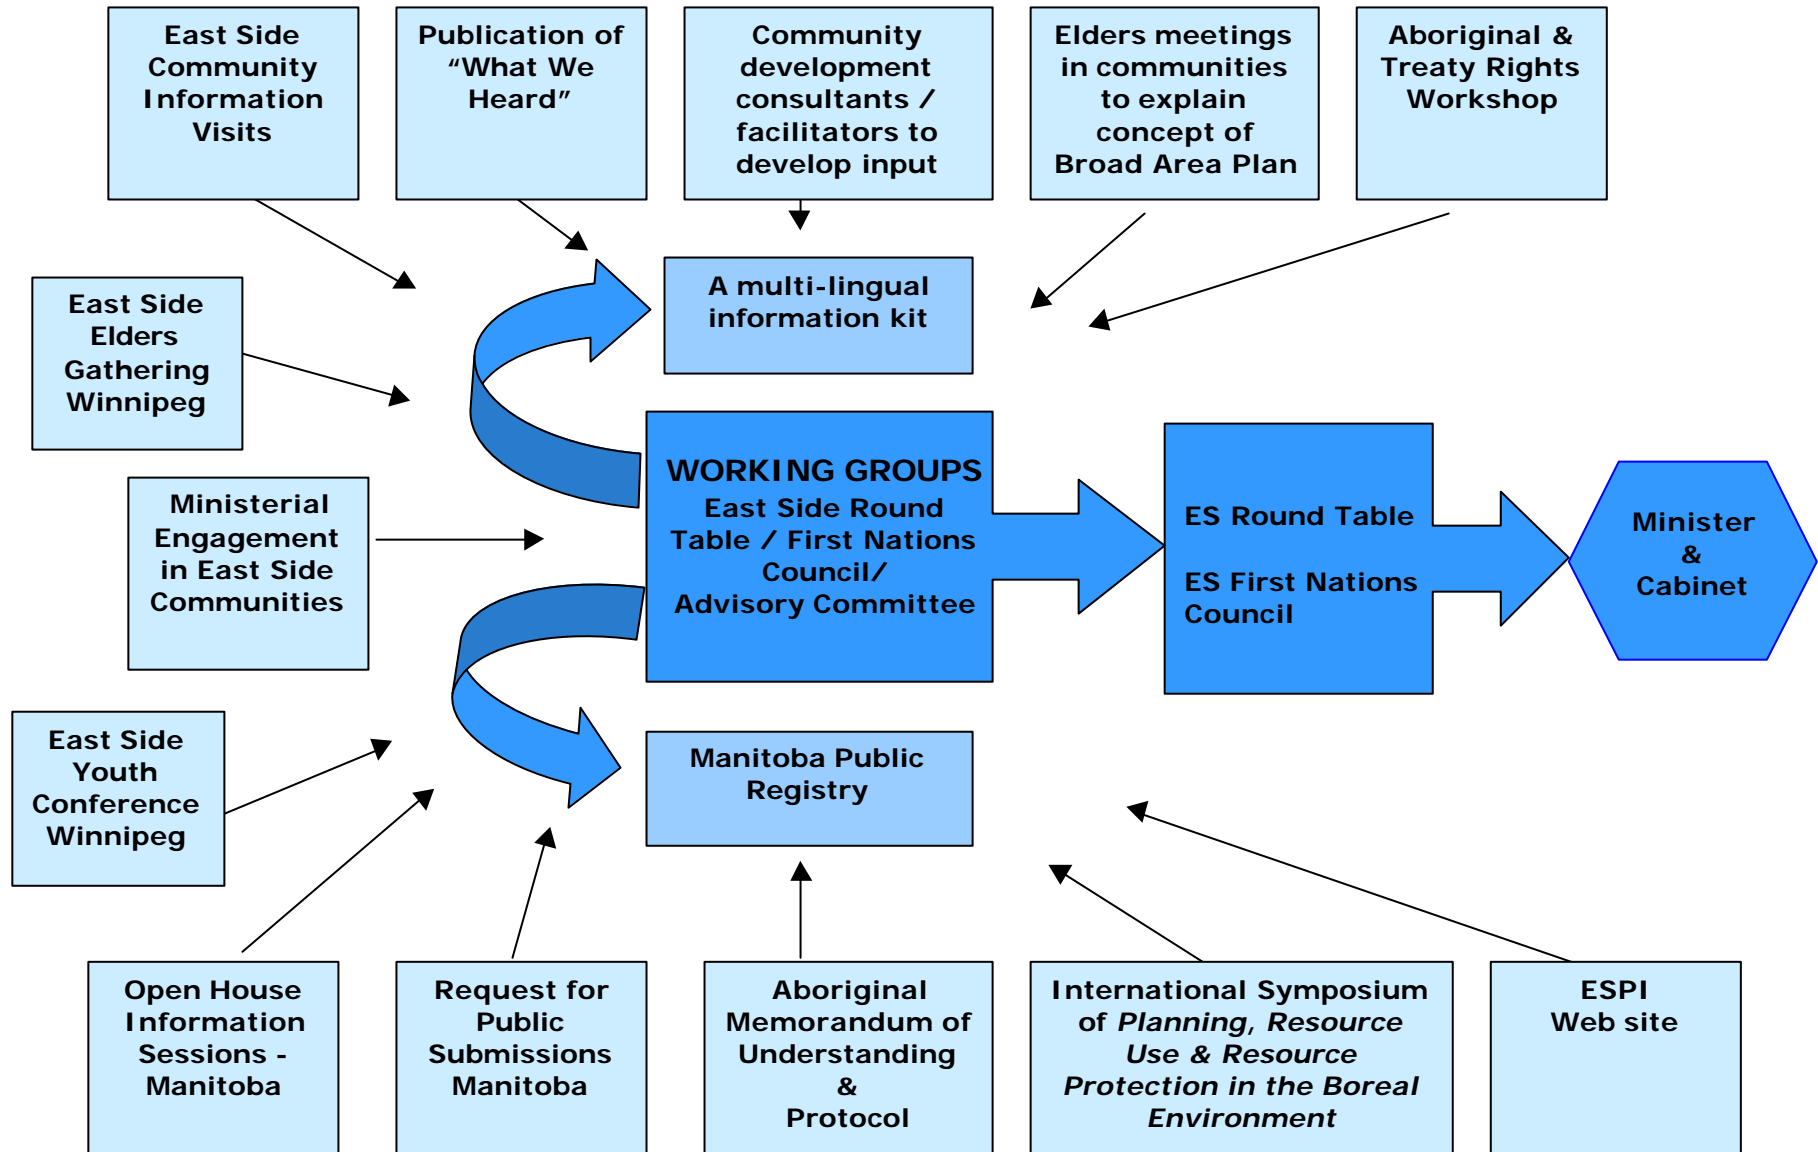 East Side
Community
Information
Visits
Publication of
“What We
Heard”
Community
development
consultants /
facilitators to
develop input
Elders meetings
in communities
to explain
concept of
Broad Area Plan
Aboriginal &
Treaty Rights
Workshop
East Side
Elders
Gathering
Winnipeg
A multi-lingual
information kit
Ministerial
Engagement
in East Side
Communities
WORKING GROUPS
East Side Round
Table / First Nations
Council/
Advisory Committee
ES Round Table
ES First Nations
Council
Minister
&
Cabinet
East Side
Youth
Conference
Winnipeg
Manitoba Public
Registry
Open House
Information
Sessions -
Manitoba
Request for
Public
Submissions
Manitoba
Aboriginal
Memorandum of
Understanding
&
Protocol
International Symposium
of Planning, Resource
Use & Resource
Protection in the Boreal
Environment
ESPI
Web site